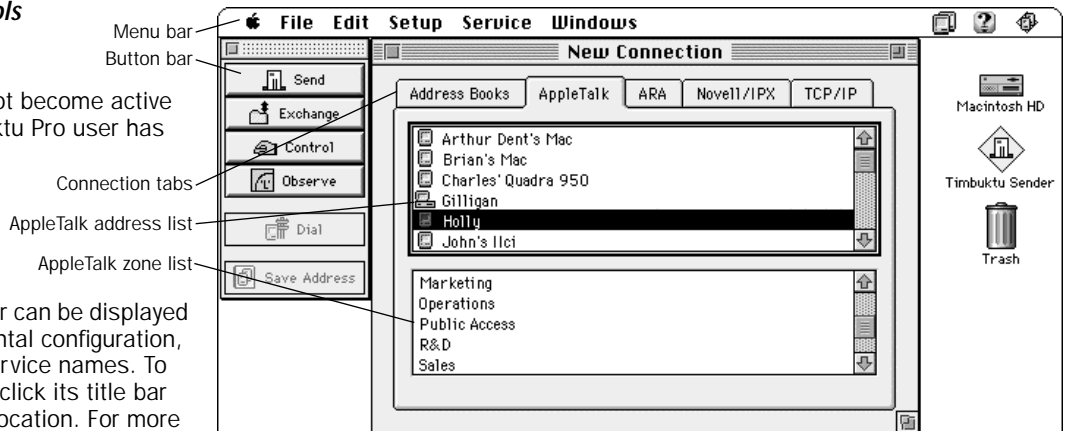 ols
ot become active
ktu Pro user has
r can be displayed
ntal configuration,
rvice names. To
click its title bar
ocation. For more
Menu bar
Button bar
Connection tabs
AppleTalk address list
AppleTalk zone list
File Edit Setup Service Windows
Send
Exchange
Control
Observe
Dial
Save Address
New Connection
Address Books AppleTalk ARA Novell/IPX TCP/IP
Arthur Dent's Mac
Brian's Mac
Charles' Quadra 950
Gilligan
Holly
John's IIci
Marketing
Operations
Public Access
R&D
Sales
Macintosh HD
Timbuktu Sender
Trash